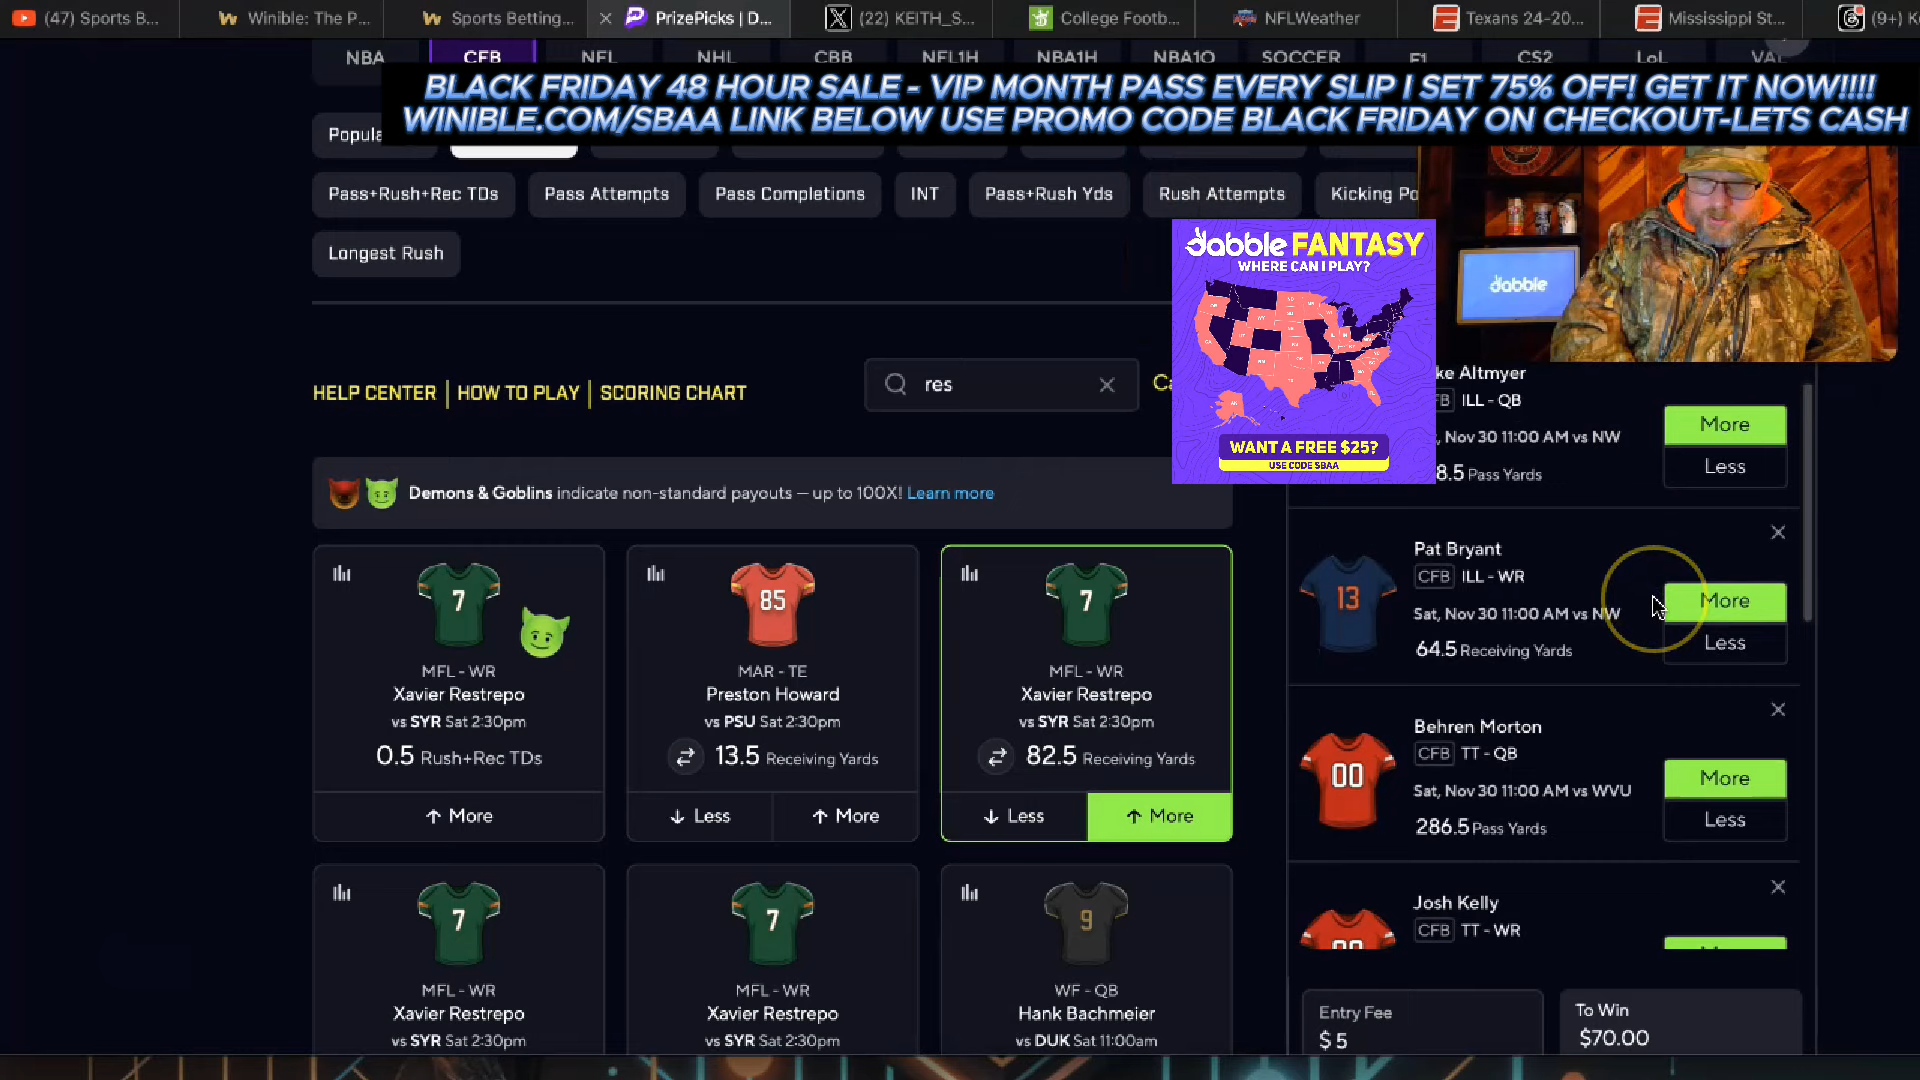 (47) Sports B...
Winible: The P...
Sports Betting...
PrizePicks | D...
(22) KEITH_S...
College Footb...
NFLWeather
Texans 24-20...
Mississippi St...
NBA
CFB
NFL
NHL
CBB
NFL1H
NBA1H
NBA1Q
SOCCER
F1
CS2
LoL
VAL
BLACK FRIDAY 48 HOUR SALE - VIP MONTH PASS EVERY SLIP I SET 75% OFF! GET IT NOW!!!!
WINIBLE.COM/SBAA LINK BELOW USE PROMO CODE BLACK FRIDAY ON CHECKOUT-LETS CASH
Popula
Pass+Rush+Rec TDs
Pass Attempts
Pass Completions
INT
Pass+Rush Yds
Rush Attempts
Kicking Po
Longest Rush
dabble FANTASY
WHERE CAN I PLAY?
WANT A FREE $25?
USE CODE SBAA
dabble
HELP CENTER | HOW TO PLAY | SCORING CHART
res
Demons & Goblins indicate non-standard payouts — up to 100X! Learn more
7
MFL - WR
Xavier Restrepo
vs SYR Sat 2:30pm
0.5 Rush+Rec TDs
More
85
MAR - TE
Preston Howard
vs PSU Sat 2:30pm
13.5 Receiving Yards
Less
More
7
MFL - WR
Xavier Restrepo
vs SYR Sat 2:30pm
82.5 Receiving Yards
Less
More
7
MFL - WR
Xavier Restrepo
vs SYR Sat 2:30pm
7
MFL - WR
Xavier Restrepo
vs SYR Sat 2:30pm
9
WF - QB
Hank Bachmeier
vs DUK Sat 11:00am
ke Altmyer
ILL - QB
, Nov 30 11:00 AM vs NW
8.5 Pass Yards
More
Less
13
Pat Bryant
CFB ILL - WR
Sat, Nov 30 11:00 AM vs NW
64.5 Receiving Yards
More
Less
00
Behren Morton
CFB TT - QB
Sat, Nov 30 11:00 AM vs WVU
286.5 Pass Yards
More
Less
Josh Kelly
CFB TT - WR
Entry Fee
$ 5
To Win
$70.00